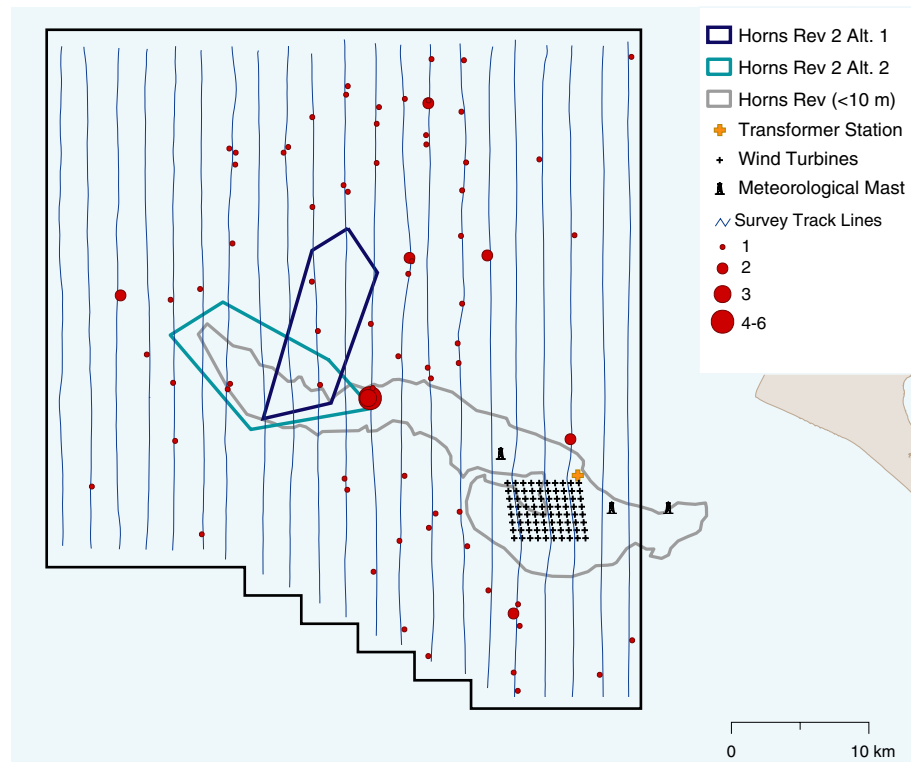 Horns Rev 2 Alt. 1
Horns Rev 2 Alt. 2
Horns Rev (<10 m)
Transformer Station
Wind Turbines
Meteorological Mast
Survey Track Lines
1
2
3
4-6
0 10 km